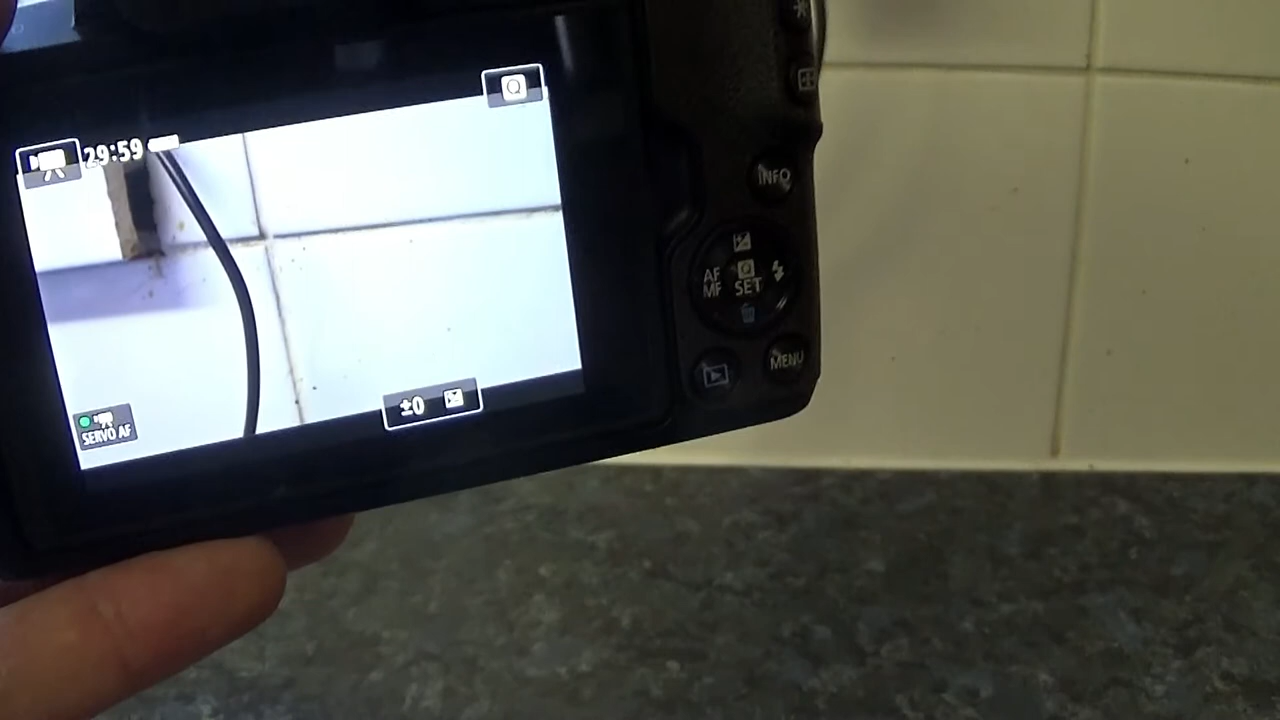 Q
29:59
INFO
AF
MF
Q
SET
MENU
SERVO AF
±0